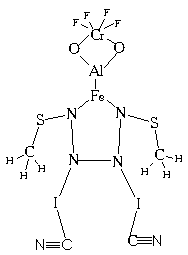 F F F F
Cr
O O
Al
Fe
S N N S
C C
H H H N N H H H
I I
N C C N